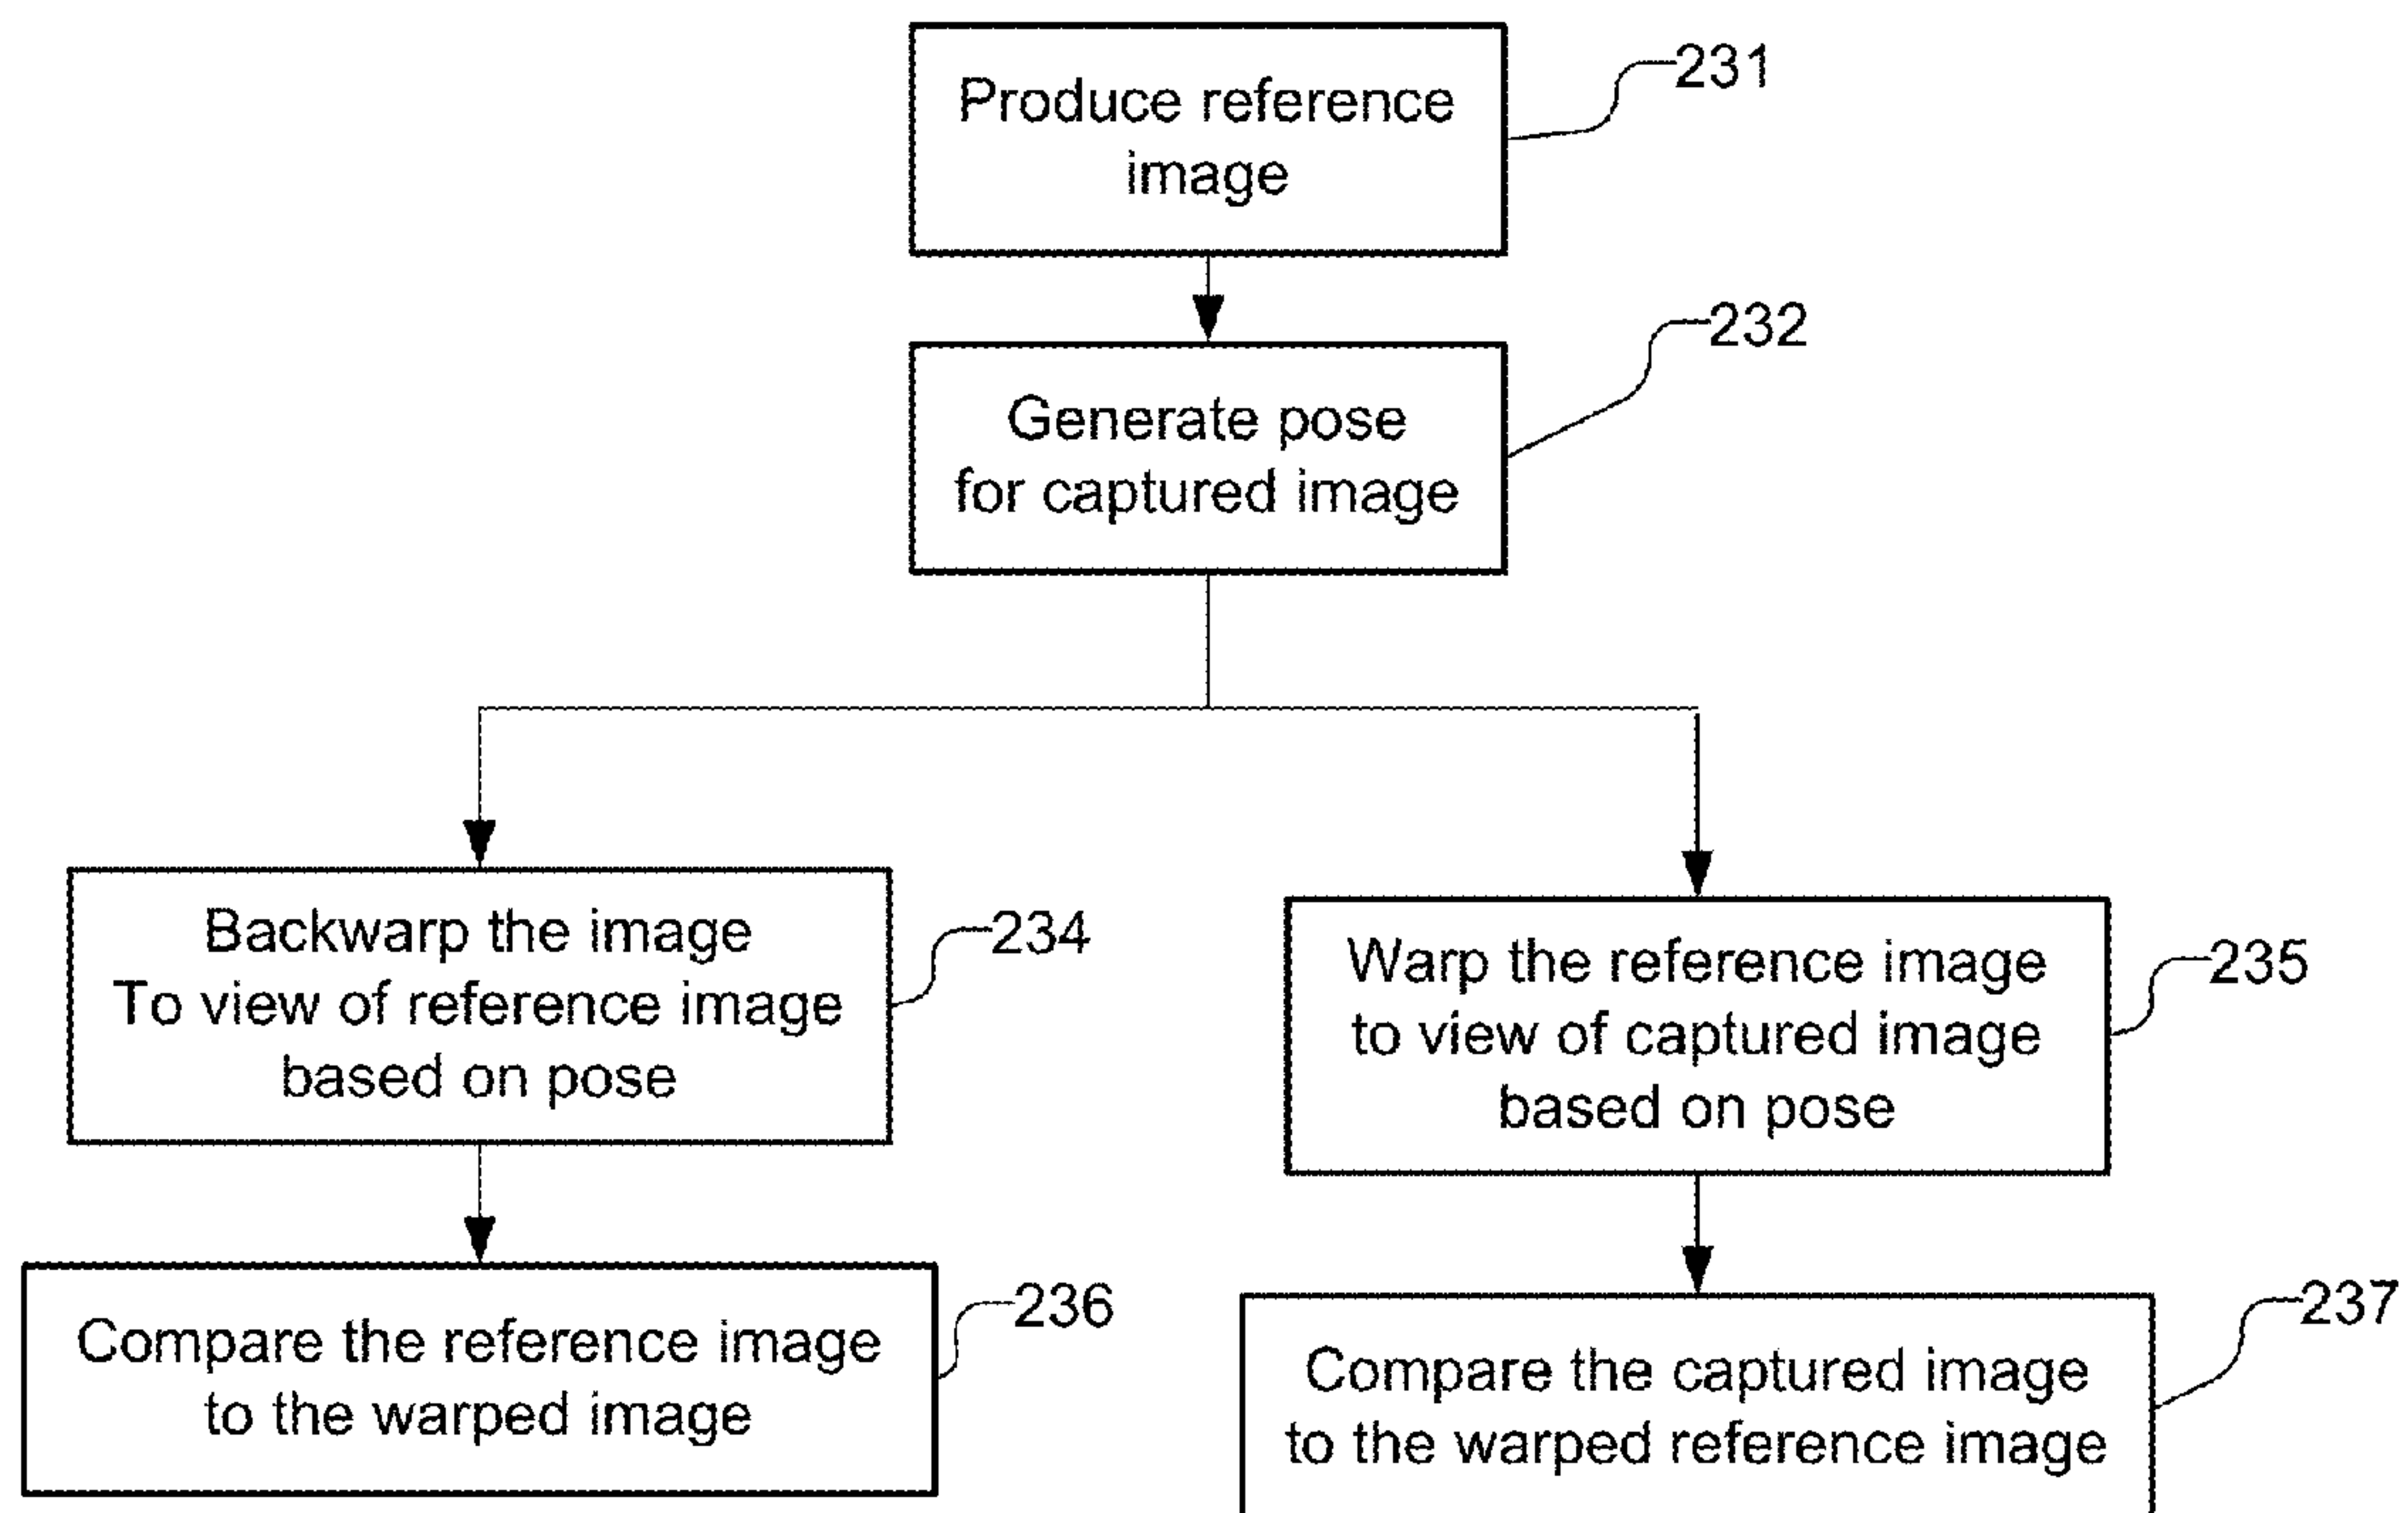 Produce reference
image
231
Generate pose
for captured image
232
Backwarp the image
To view of reference image
based on pose
234
Warp the reference image
to view of captured image
based on pose
235
Compare the reference image
to the warped image
236
Compare the captured image
to the warped reference image
237